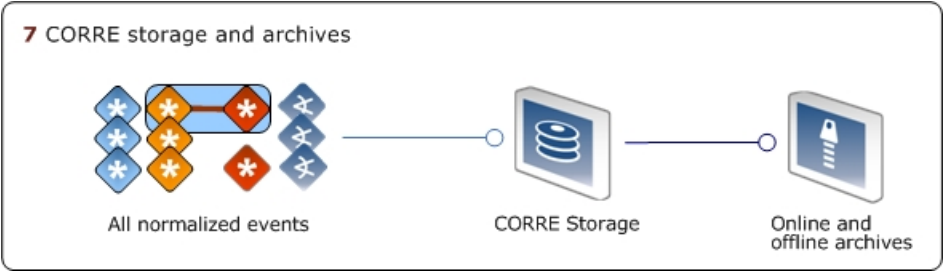 7 CORRE storage and archives
All normalized events
CORRE Storage
Online and
offline archives